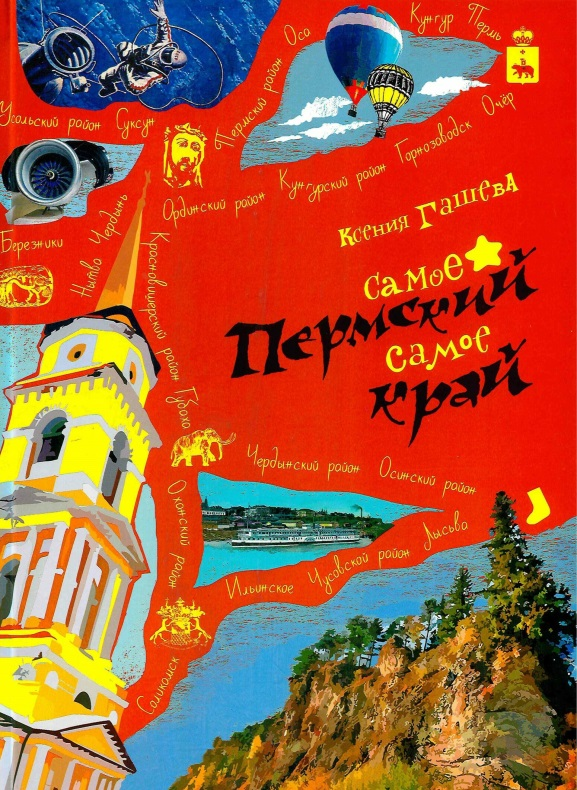 Усольский район Суксун
Пермский район Оса
Кунгур Пермь
Ординский район Кунгурский район Горнозаводск Очёр
Березники
Нытва Чердынь
Красновишерский район Губаха
Ксения Гашева
самое
Пермский
самое
край
Чердынский район Осинский район
Оханский район
Ильинское Чусовской район Лысьва
Соликамск